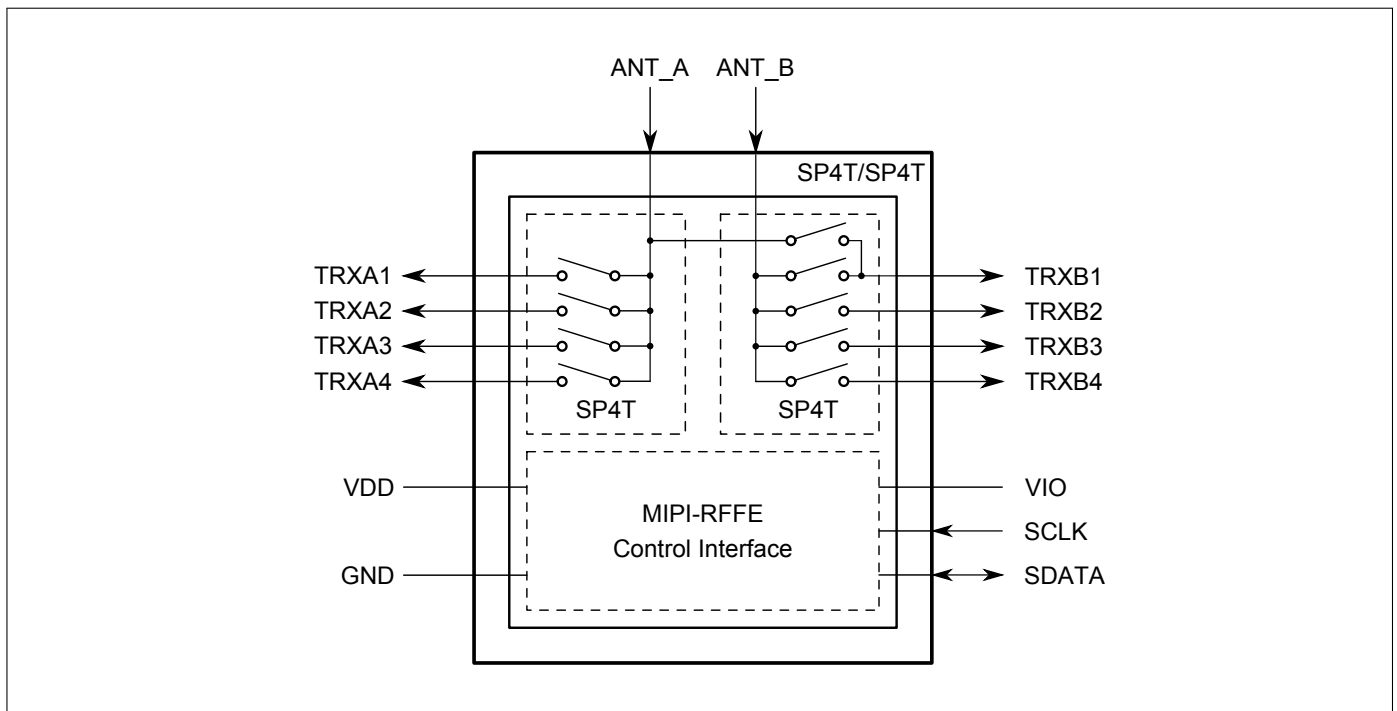 ANT_A ANT_B
SP4T/SP4T
TRXA1
TRXA2
TRXA3
TRXA4
TRXB1
TRXB2
TRXB3
TRXB4
SP4T SP4T
VDD
GND
MIPI-RFFE
Control Interface
VIO
SCLK
SDATA